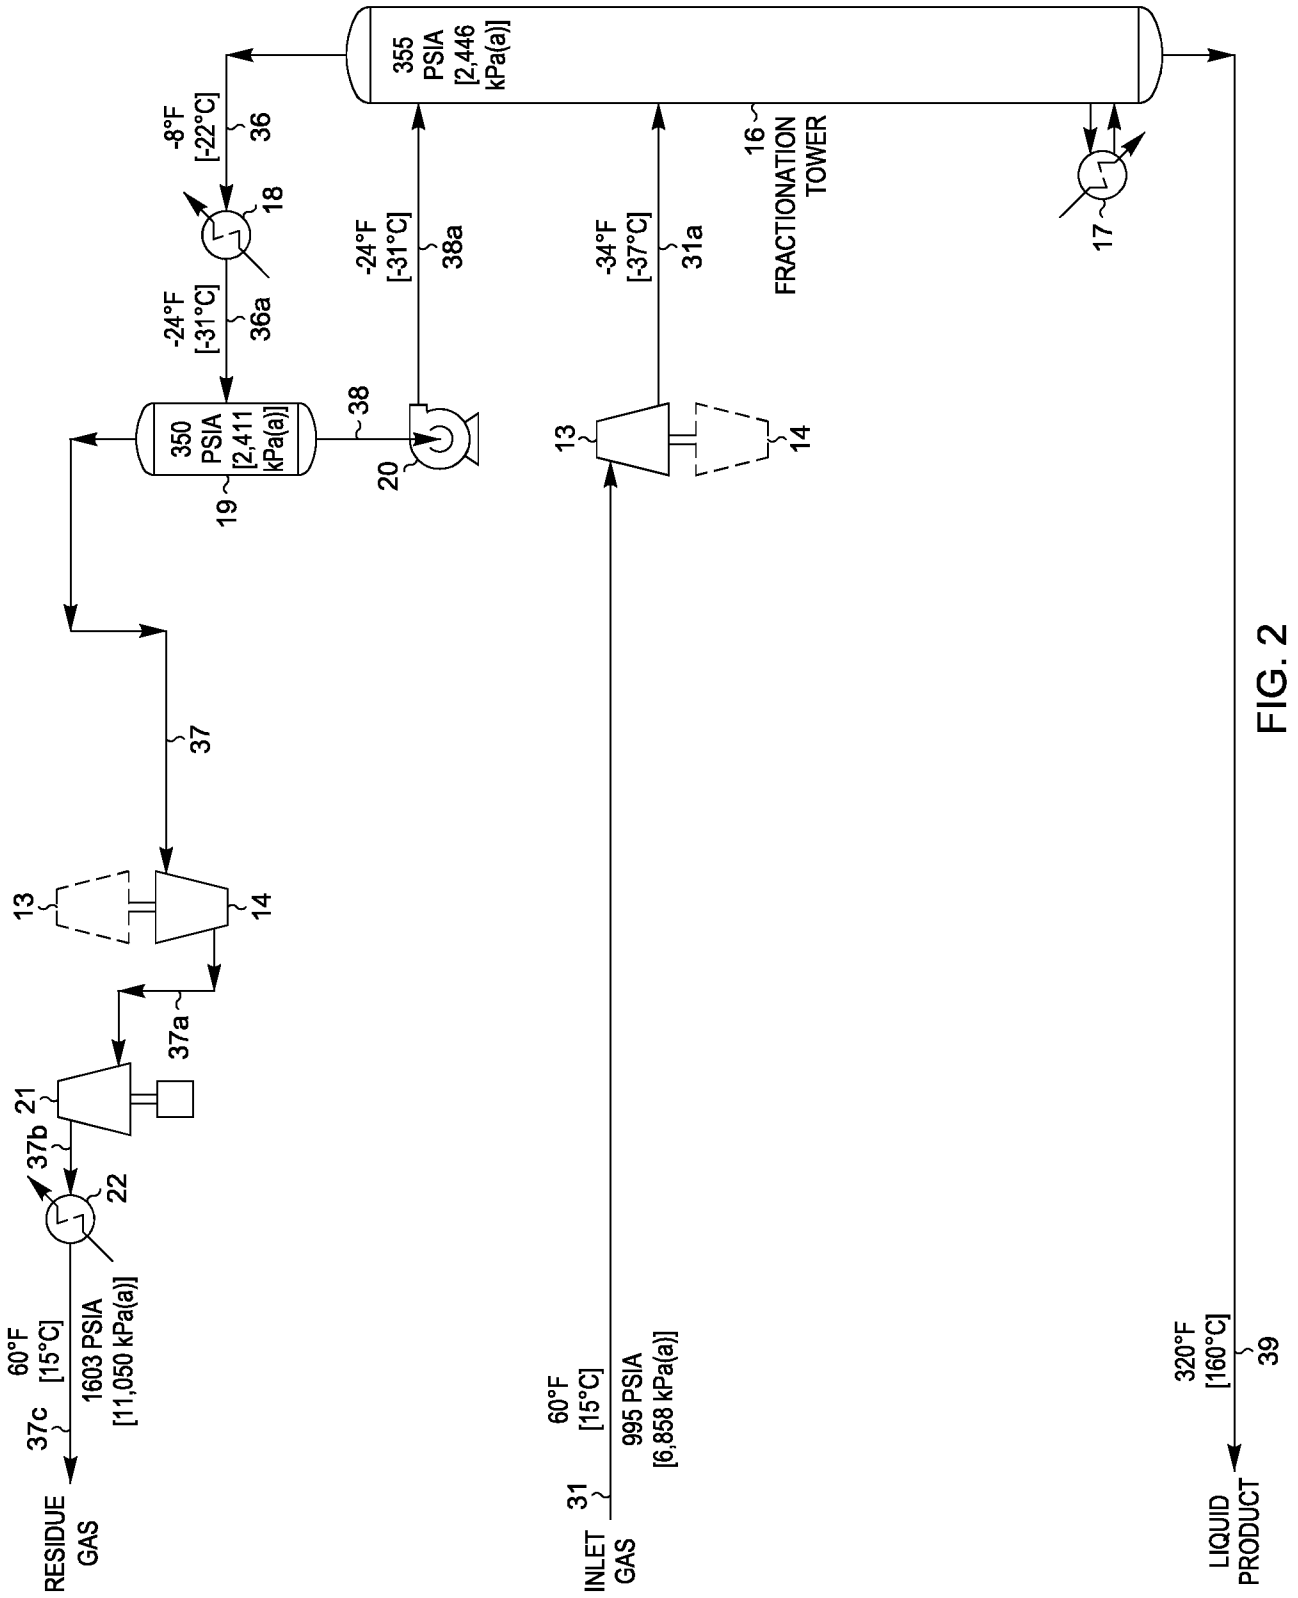 RESIDUE
GAS
37c
60°F
[15°C]
1603 PSIA
[11,050 kPa(a)]
22
37b
21
37a
13
14
37
19
350
PSIA
[2,411
kPa(a)]
36a
-24°F
[-31°C]
18
36
-8°F
[-22°C]
38
20
38a
-24°F
[-31°C]
355
PSIA
[2,446
kPa(a)]
INLET
GAS
31
60°F
[15°C]
995 PSIA
[6,858 kPa(a)]
13
14
31a
-34°F
[-37°C]
16
FRACTIONATION
TOWER
17
LIQUID
PRODUCT
39
320°F
[160°C]
FIG. 2